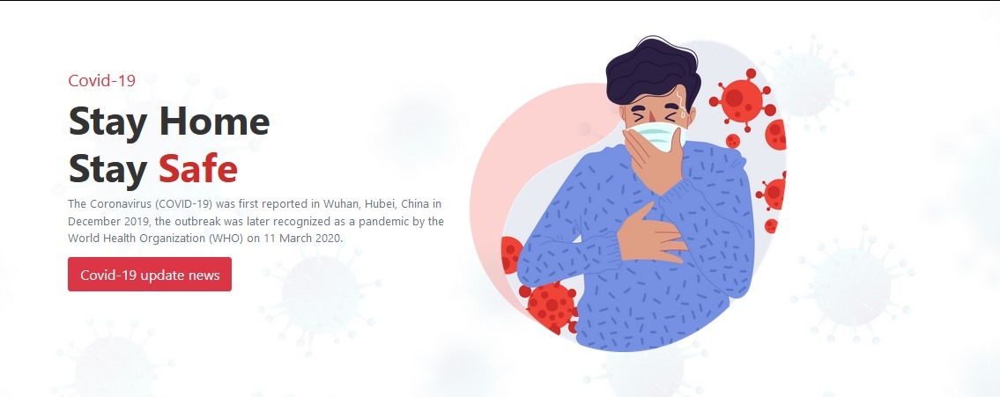 Covid-19
Stay Home
Stay Safe
The Coronavirus (COVID-19) was first reported in Wuhan, Hubei, China in
December 2019, the outbreak was later recognized as a pandemic by the
World Health Organization (WHO) on 11 March 2020.
Covid-19 update news